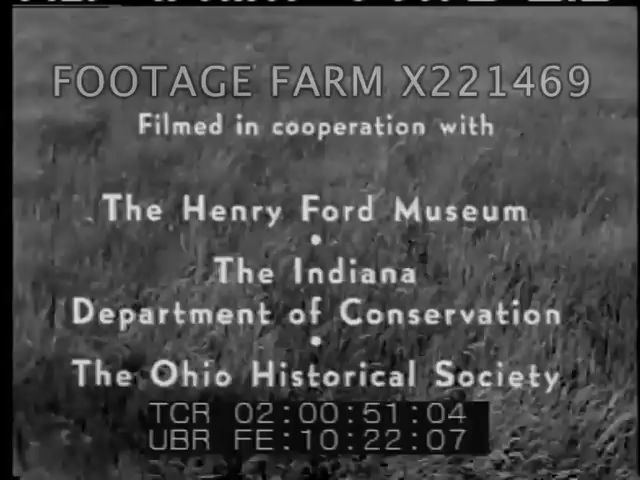 FOOTAGE FARM X221469
Filmed in cooperation with
The Henry Ford Museum
•
The Indiana
Department of Conservation
•
The Ohio Historical Society
TCR 02:00:51:04
UBR FE:10:22:07